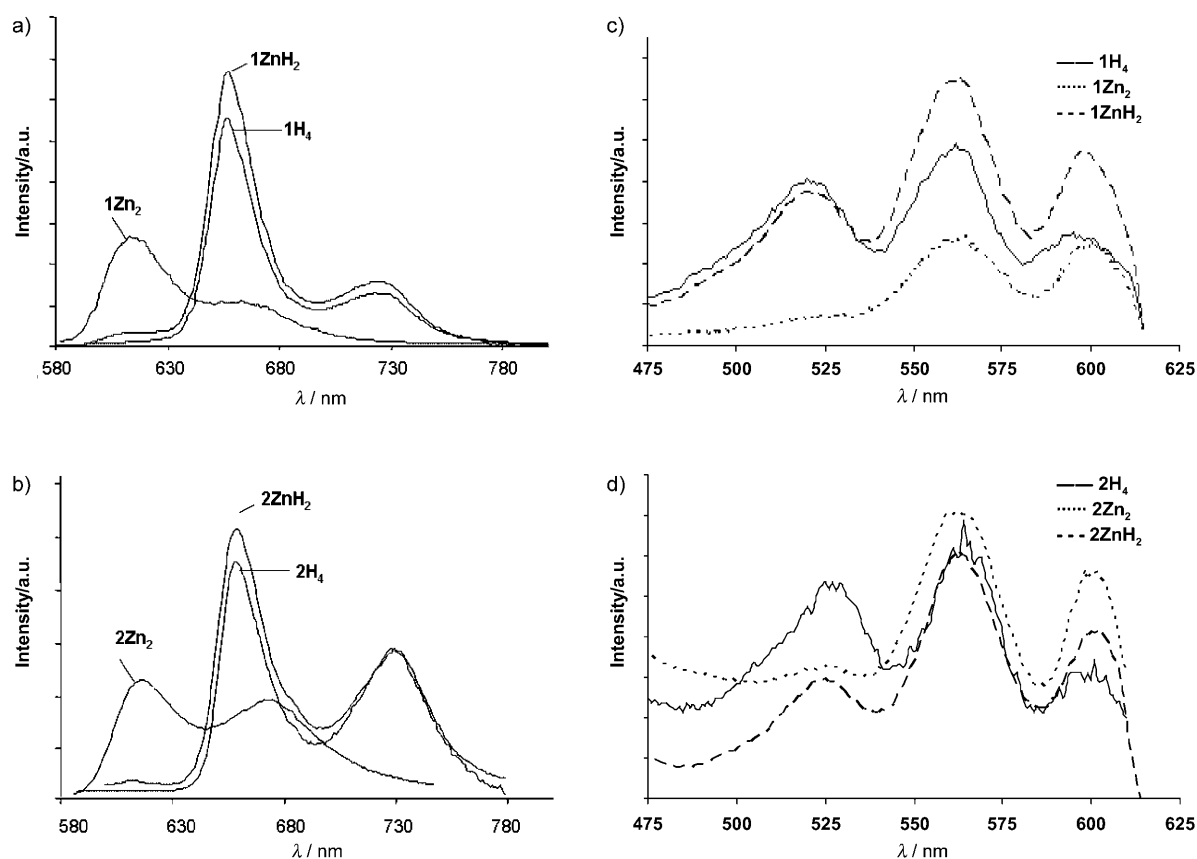 a)
Intensity/a.u.
1ZnH₂
1H₄
1Zn₂
580 630 680 730 780
λ / nm
c)
Intensity/a.u.
1H₄
1Zn₂
1ZnH₂
475 500 525 550 575 600 625
λ / nm
b)
Intensity/a.u.
2ZnH₂
2H₄
2Zn₂
580 630 680 730 780
λ / nm
d)
Intensity/a.u.
2H₄
2Zn₂
2ZnH₂
475 500 525 550 575 600 625
λ / nm